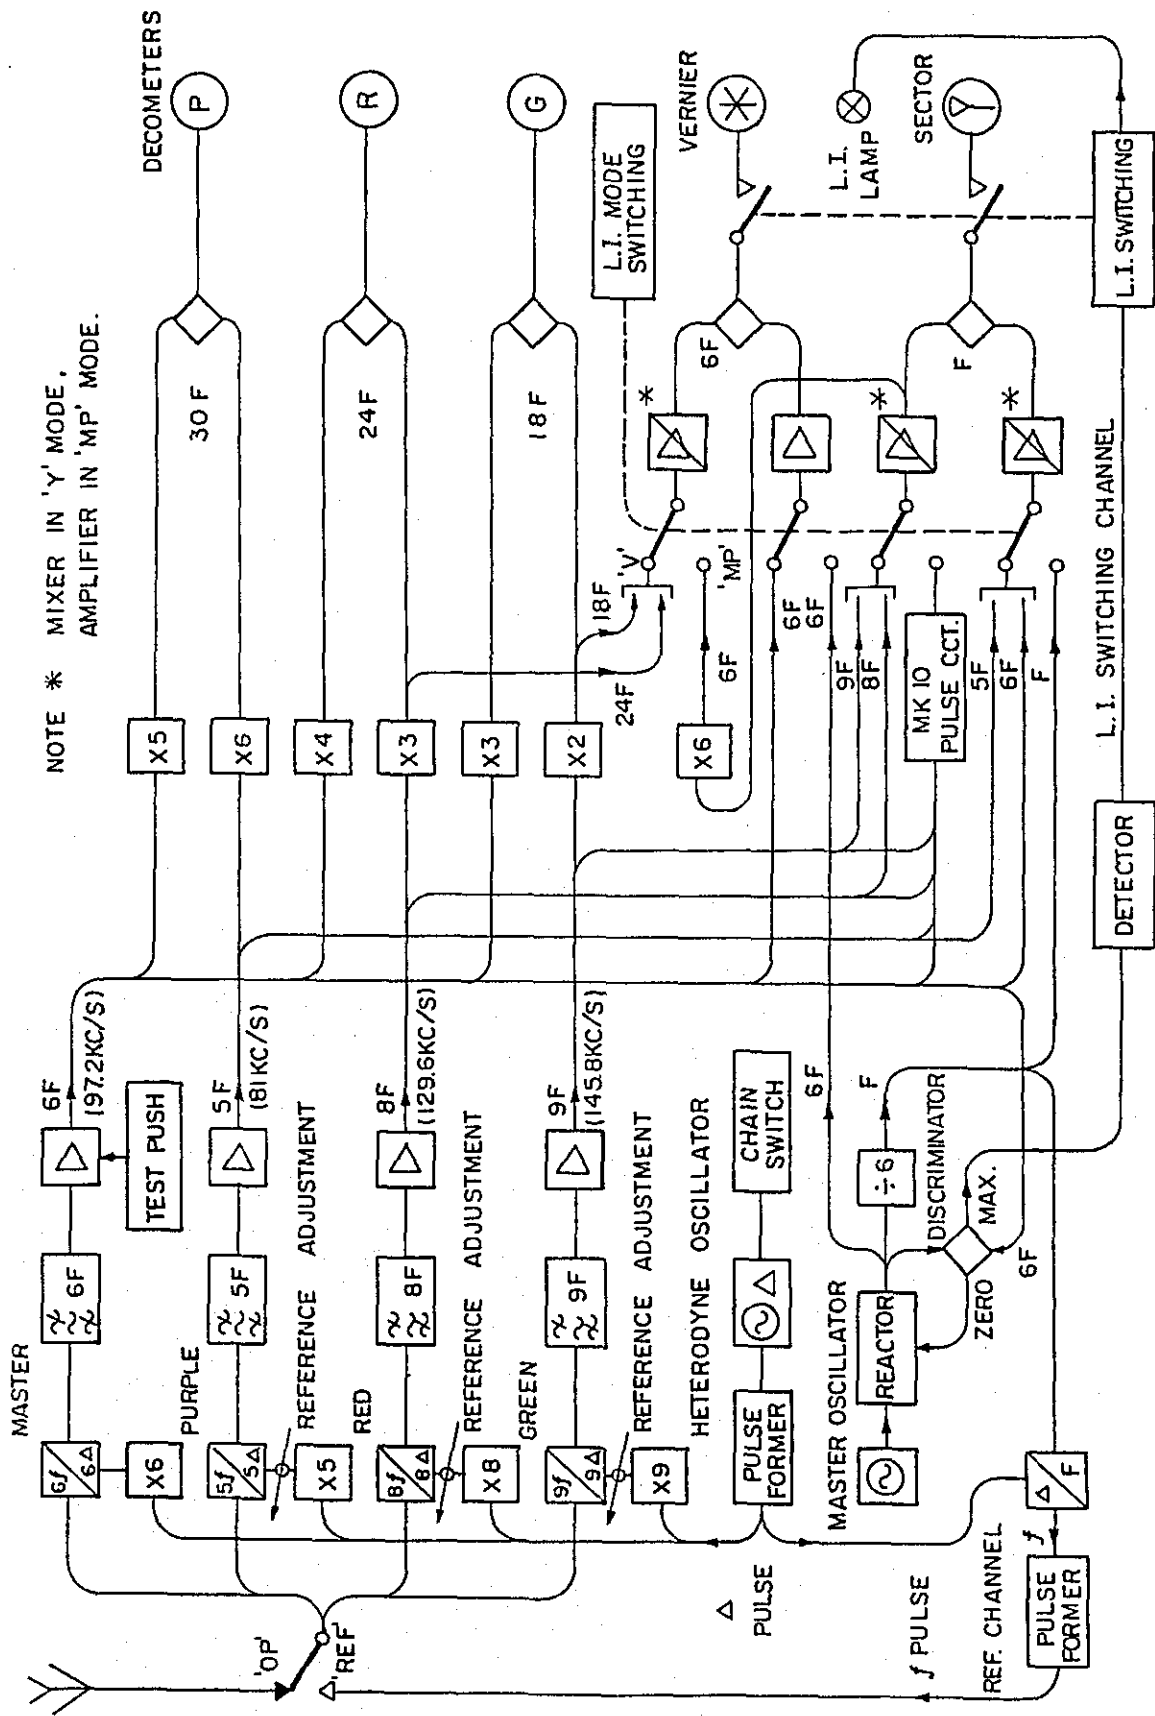 DECOMETERS
P
R
G
VERNIER
L.I.
LAMP
SECTOR
NOTE * MIXER IN 'Y' MODE,
AMPLIFIER IN 'MP' MODE.
30F
24F
18F
L.I. MODE
SWITCHING
L.I. SWITCHING
*
6F
*
F
*
X5
X6
X4
X3
X3
X2
24F
18F
'V'
'MP'
X6
6F
6F
6F
9F
8F
MK 10
PULSE CCT.
5F
6F
F
L.I. SWITCHING CHANNEL
DETECTOR
MASTER
6f
6Δ
X6
6F
TEST PUSH
6F
(97.2KC/S)
PURPLE
5f
5Δ
X5
REFERENCE ADJUSTMENT
5F
5F
(81KC/S)
RED
8f
8Δ
X8
REFERENCE ADJUSTMENT
8F
8F
(129.6KC/S)
GREEN
9f
9Δ
X9
REFERENCE ADJUSTMENT
9F
9F
(145.8KC/S)
HETERODYNE OSCILLATOR
PULSE
FORMER
Δ
CHAIN
SWITCH
MASTER OSCILLATOR
REACTOR
÷6
6F
F
DISCRIMINATOR
ZERO
MAX.
6F
'OP'
'REF'
Δ
PULSE
f PULSE
REF. CHANNEL
PULSE
FORMER
f
Δ
F